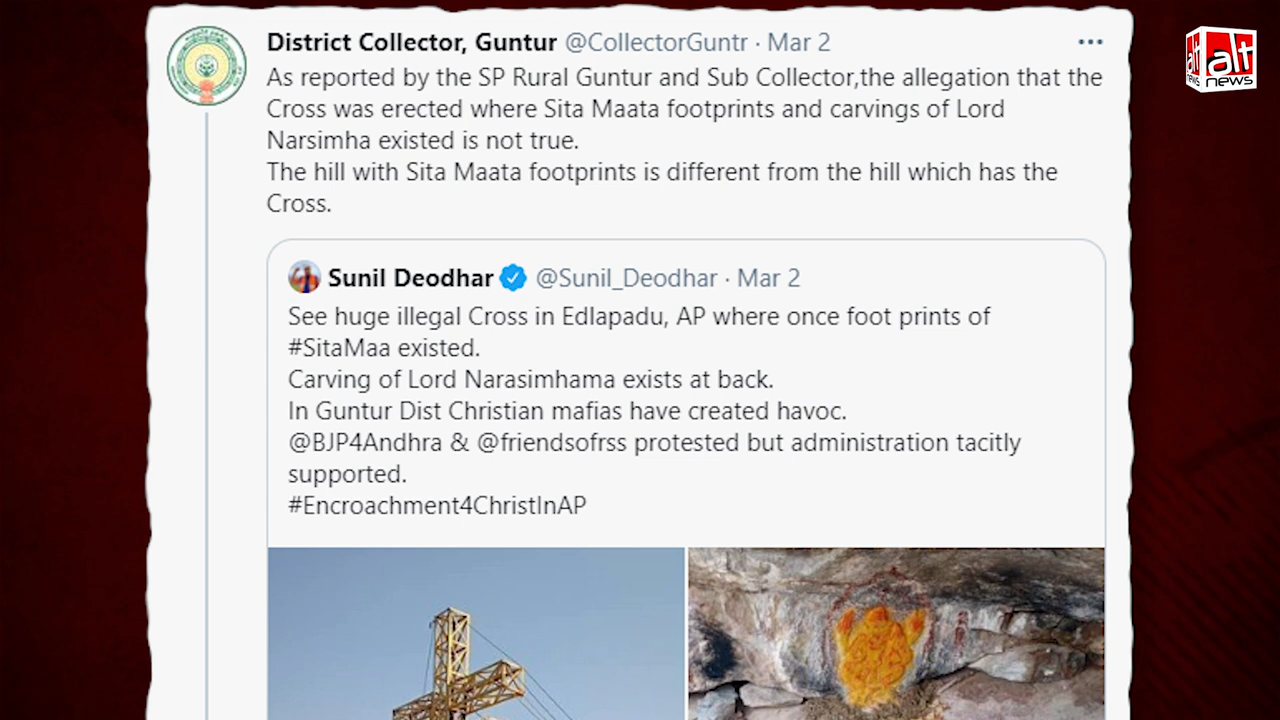 District Collector, Guntur @CollectorGuntr · Mar 2
As reported by the SP Rural Guntur and Sub Collector,the allegation that the
Cross was erected where Sita Maata footprints and carvings of Lord
Narsimha existed is not true.
The hill with Sita Maata footprints is different from the hill which has the
Cross.
Sunil Deodhar @Sunil_Deodhar · Mar 2
See huge illegal Cross in Edlapadu, AP where once foot prints of
#SitaMaa existed.
Carving of Lord Narasimhama exists at back.
In Guntur Dist Christian mafias have created havoc.
@BJP4Andhra & @friendsofrss protested but administration tacitly
supported.
#Encroachment4ChristInAP
alt
news
alt
news